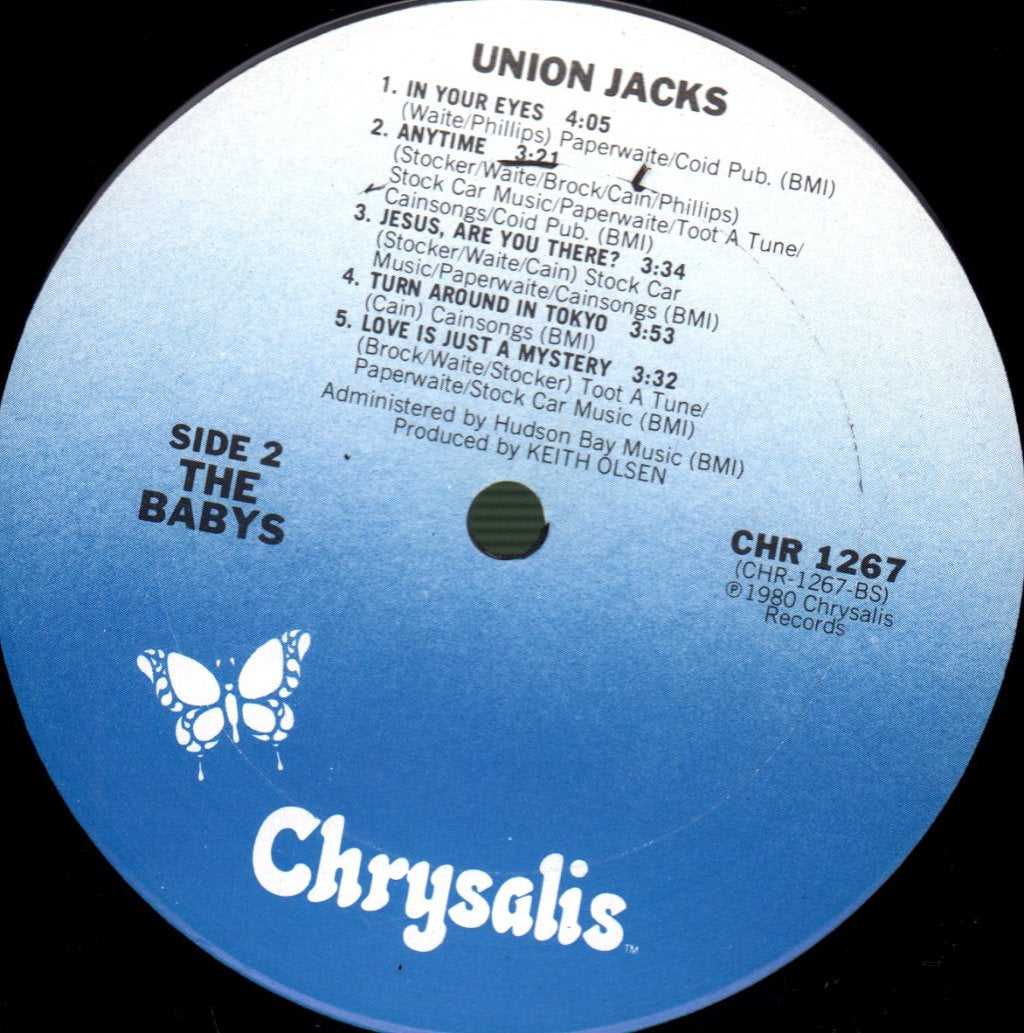 UNION JACKS
1. IN YOUR EYES 4:05
(Waite/Phillips) Paperwaite/Coid Pub. (BMI)
2. ANYTIME 3:21
(Stocker/Waite/Brock/Cain/Phillips)
Stock Car Music/Paperwaite/Toot A Tune/
Cainsongs/Coid Pub. (BMI)
3. JESUS, ARE YOU THERE? 3:34
(Stocker/Waite/Cain) Stock Car
Music/Paperwaite/Cainsongs (BMI)
4. TURN AROUND IN TOKYO 3:53
(Cain) Cainsongs (BMI)
5. LOVE IS JUST A MYSTERY 3:32
(Brock/Waite/Stocker) Toot A Tune/
Paperwaite/Stock Car Music (BMI)
Administered by Hudson Bay Music (BMI)
Produced by KEITH OLSEN
SIDE 2
THE
BABYS
CHR 1267
(CHR-1267-BS)
℗1980 Chrysalis
Records
Chrysalis™